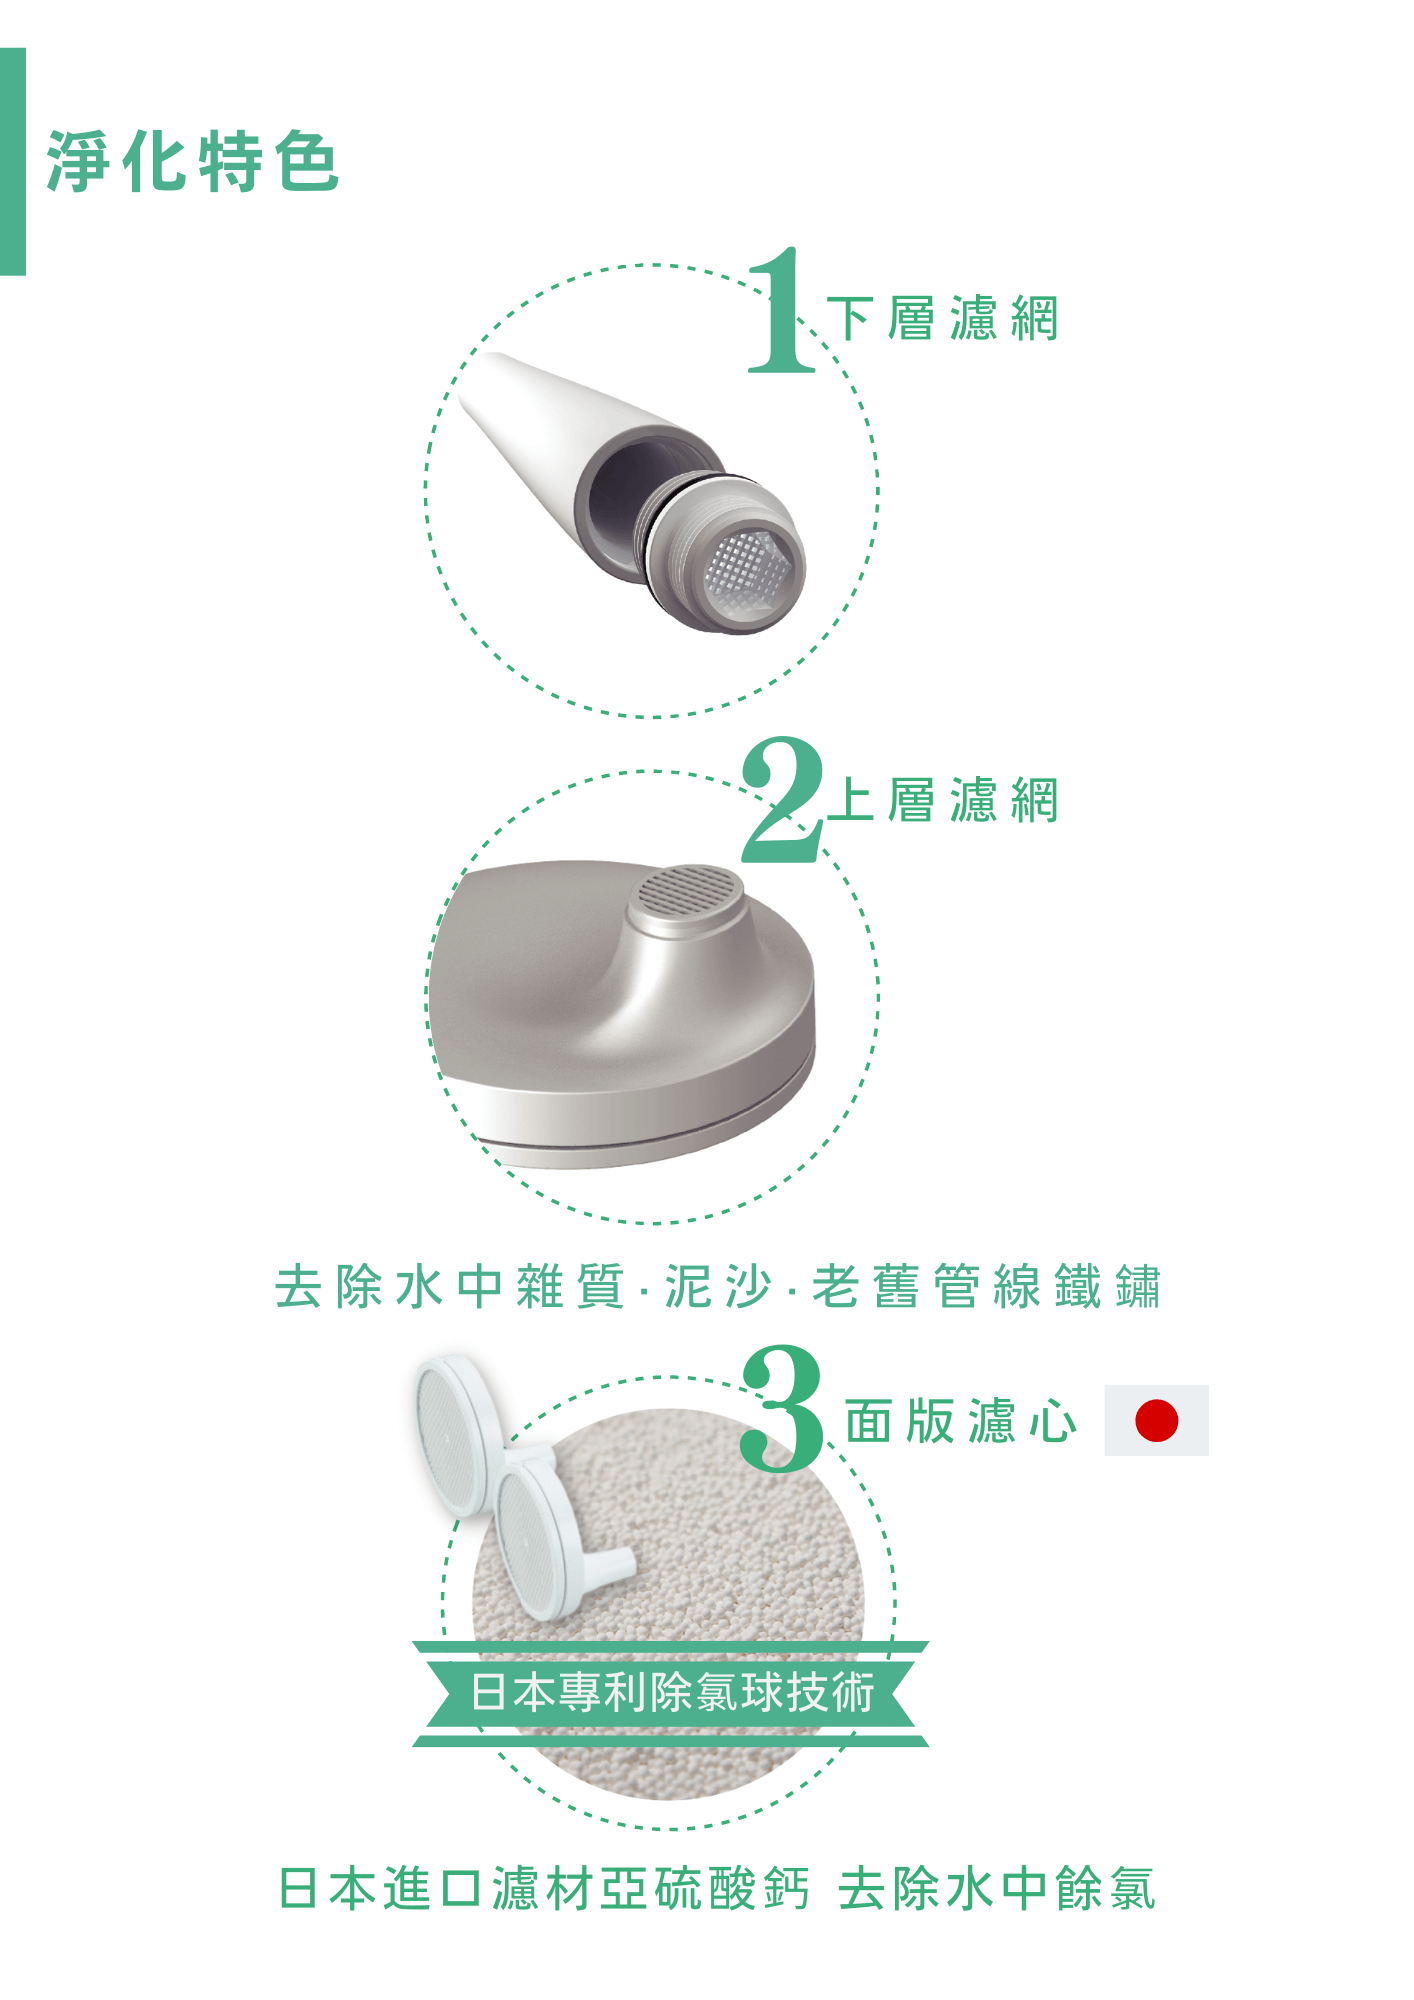 淨化特色
1 下層濾網
2 上層濾網
去除水中雜質·泥沙·老舊管線鐵鏽
3 面版濾心
日本專利除氯球技術
日本進口濾材亞硫酸鈣 去除水中餘氯